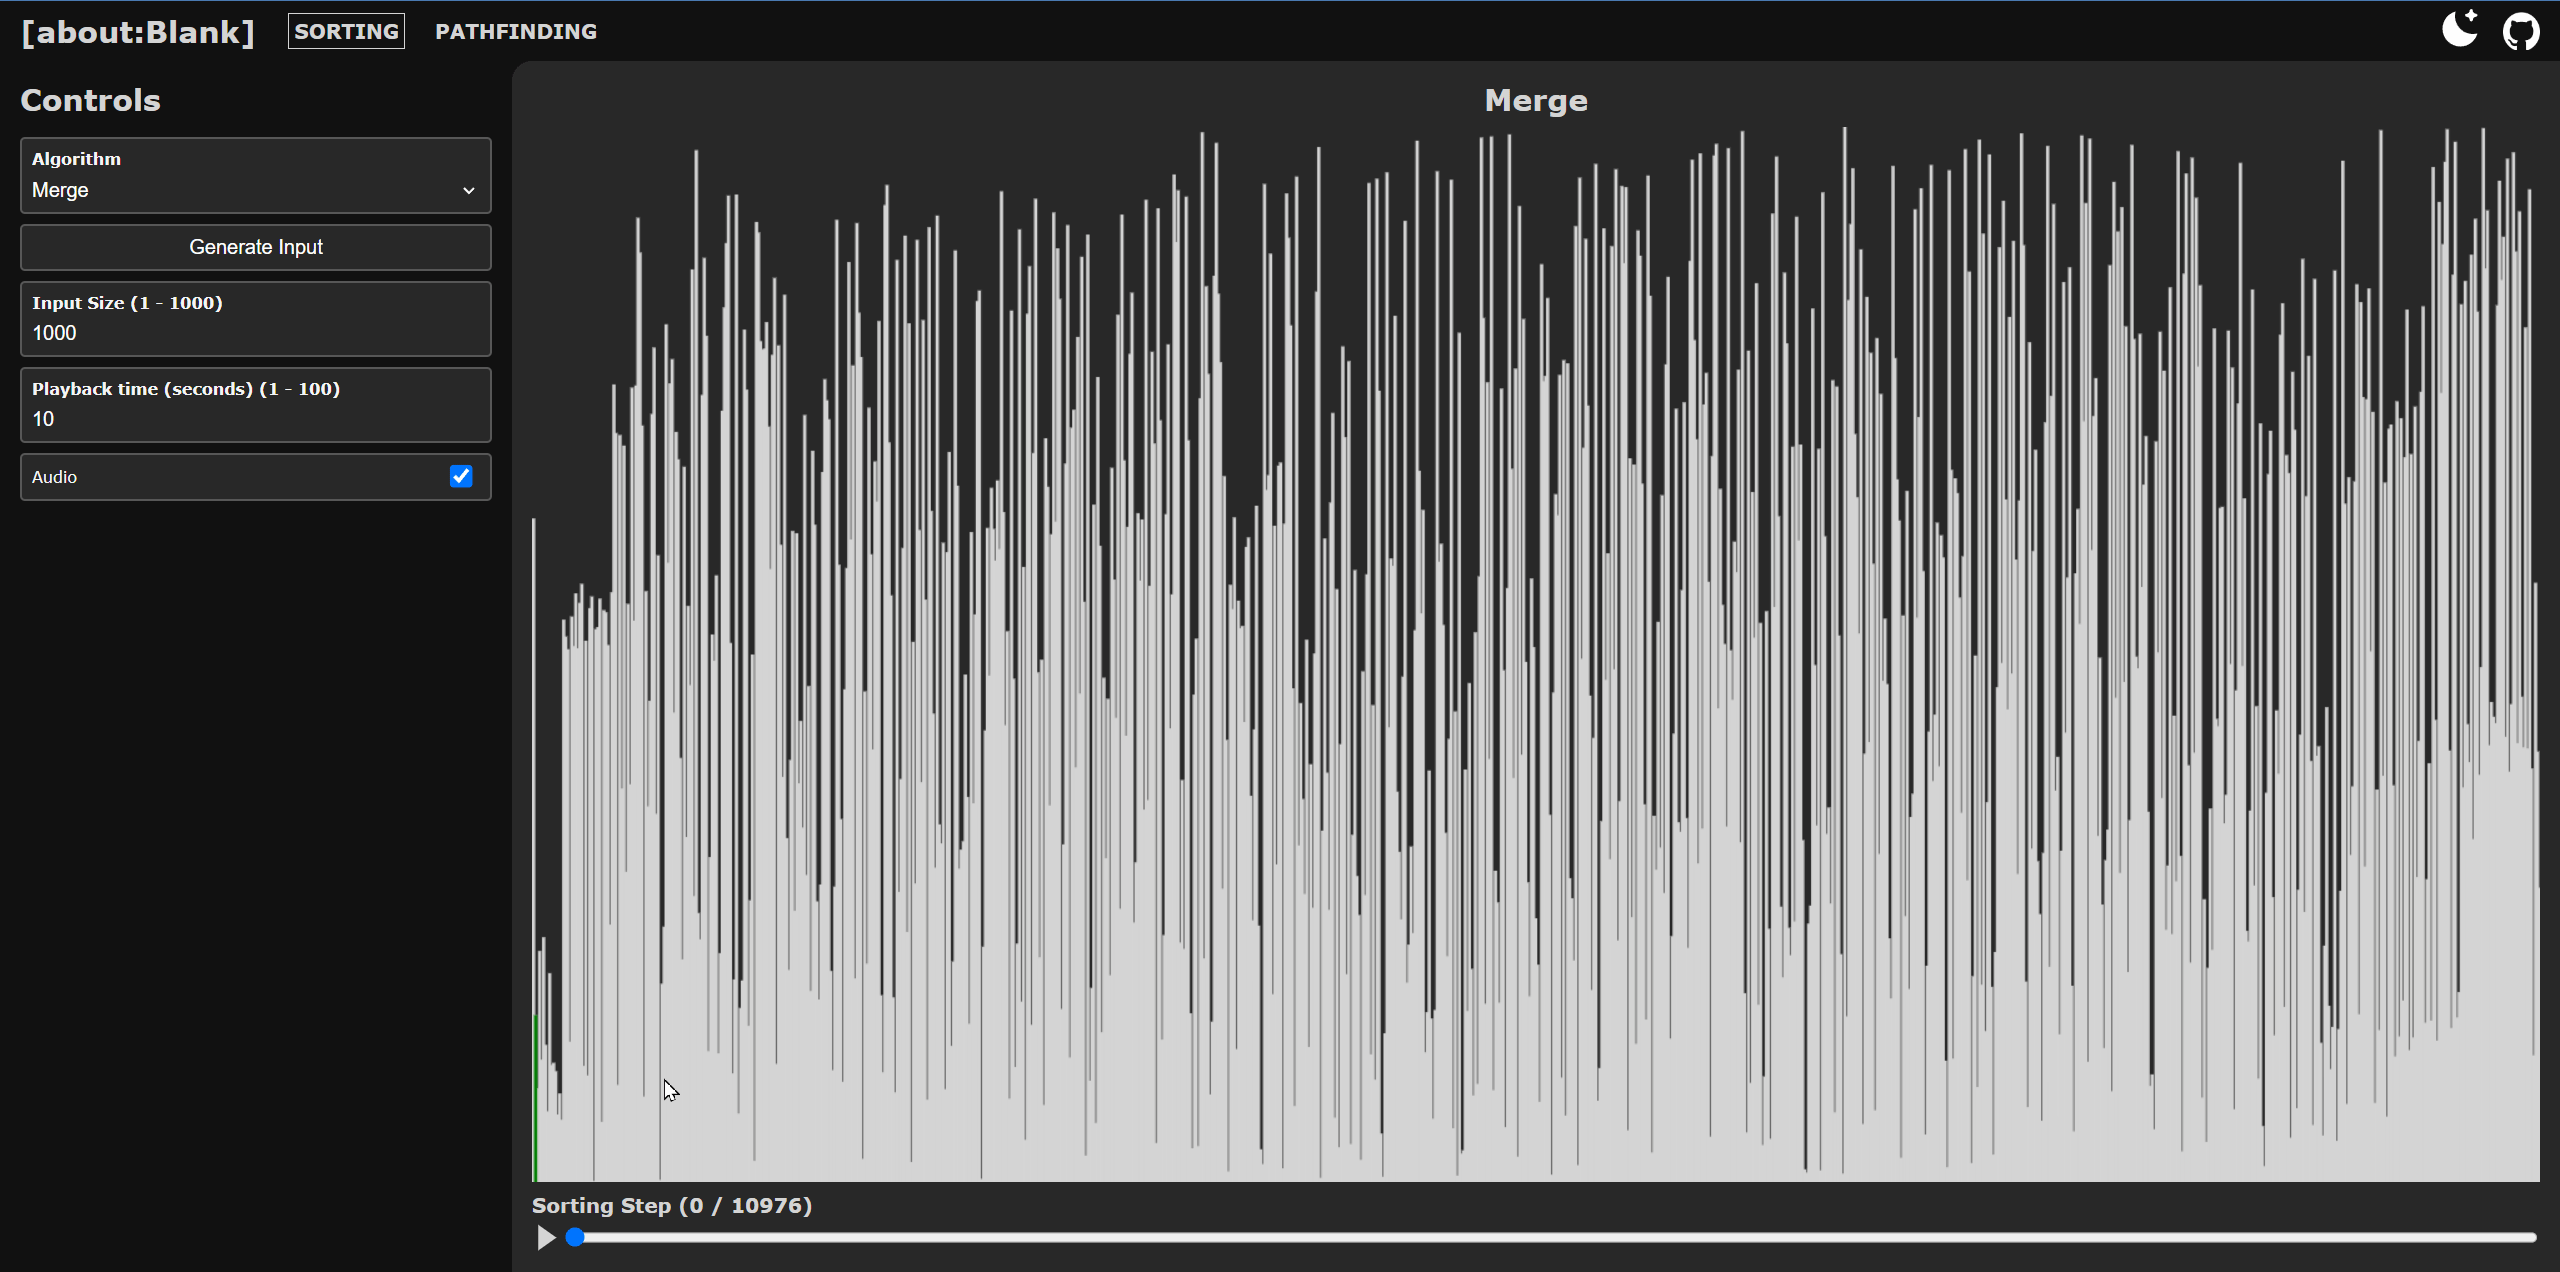 [about:Blank] SORTING PATHFINDING
Controls
Merge
Algorithm
Merge
Generate Input
Input Size (1 - 1000)
1000
Playback time (seconds) (1 - 100)
10
Audio
Sorting Step (0 / 10976)